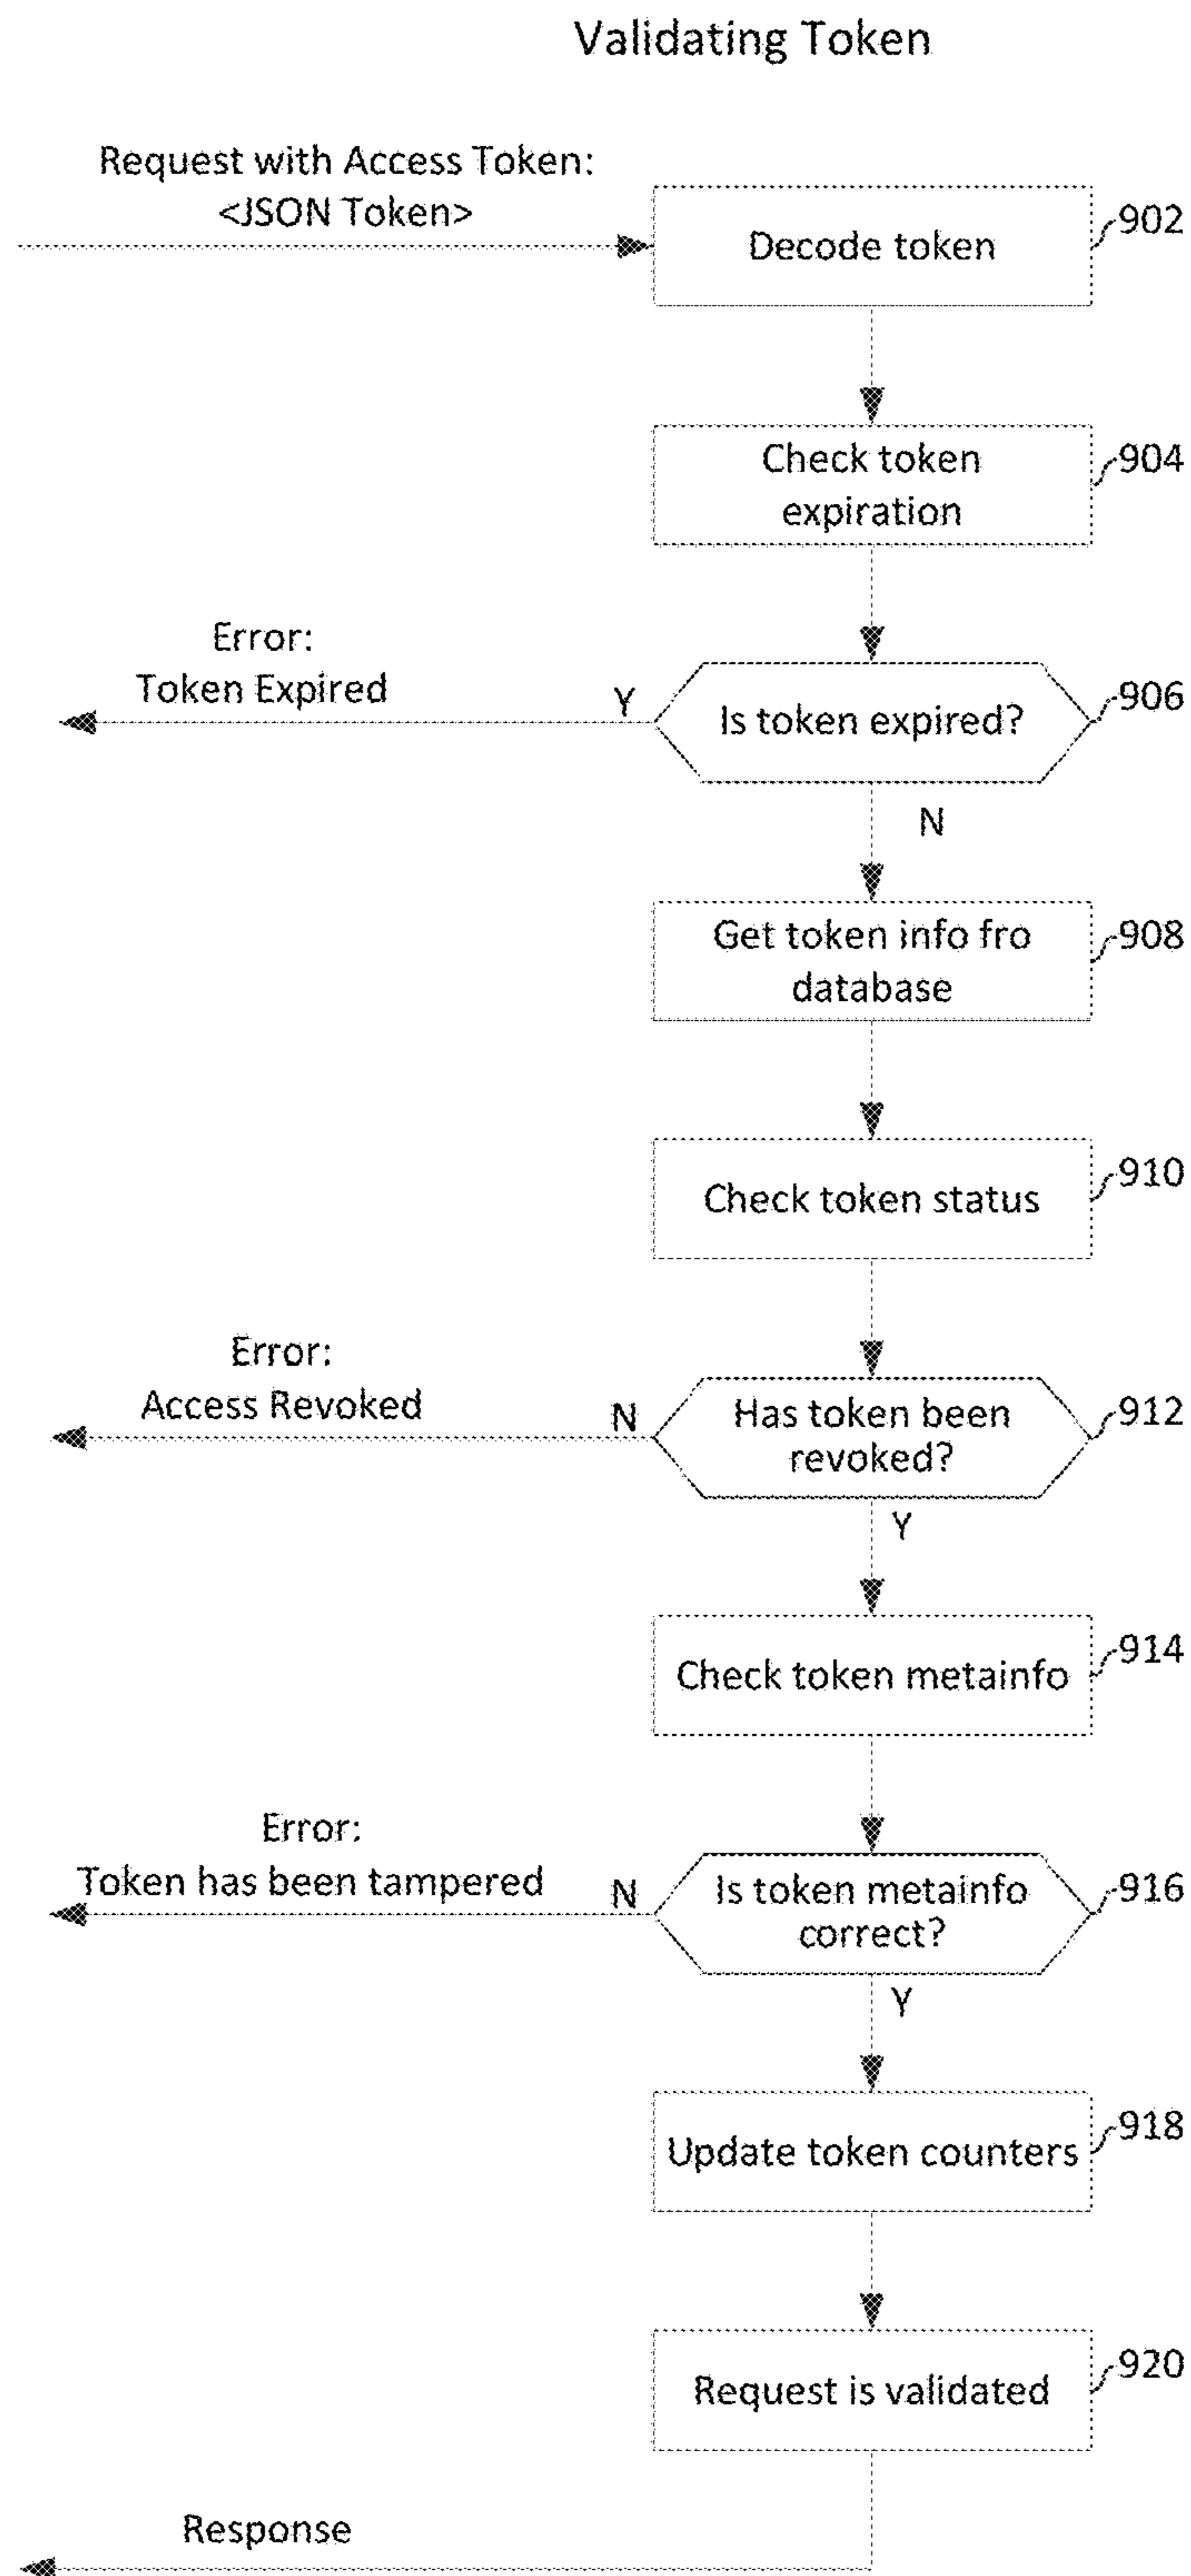 Validating Token
Request with Access Token:
<JSON Token>
Decode token
902
Check token
expiration
904
Error:
Token Expired
Y
Is token expired?
906
N
Get token info fro
database
908
Check token status
910
Error:
Access Revoked
N
Has token been
revoked?
912
Y
Check token metainfo
914
Error:
Token has been tampered
N
Is token metainfo
correct?
916
Y
Update token counters
918
Request is validated
920
Response